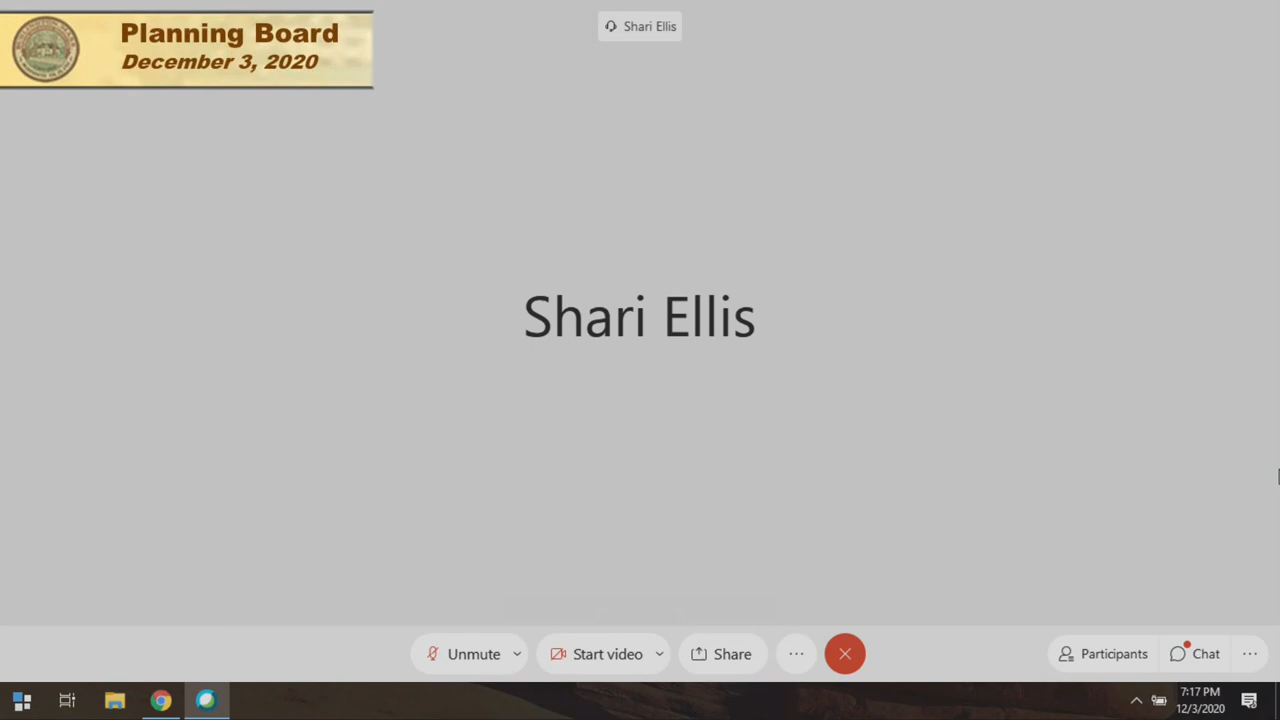 Planning Board
December 3, 2020
Shari Ellis
Shari Ellis
Unmute
Start video
Share
Participants
Chat
7:17 PM
12/3/2020